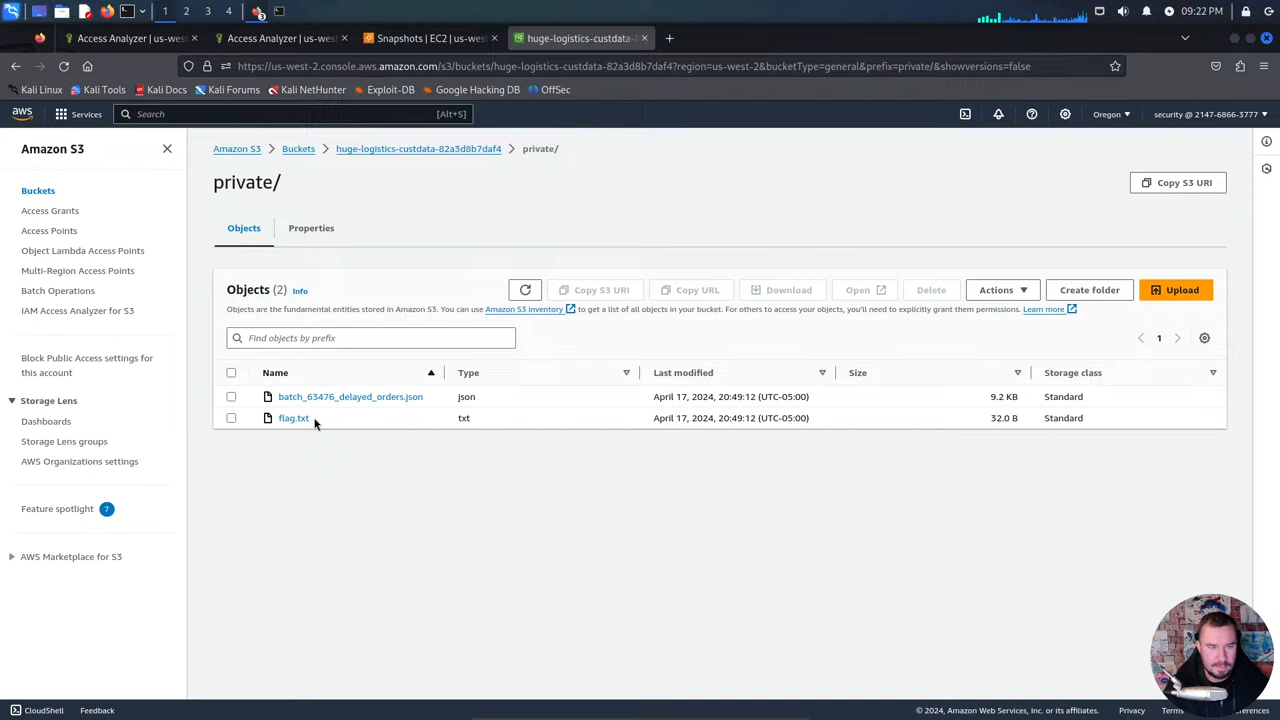 1 2 3 4 09:22 PM
Access Analyzer | us-wes Access Analyzer | us-wes Snapshots | EC2 | us-wes huge-logistics-custdata-8
https://us-west-2.console.aws.amazon.com/s3/buckets/huge-logistics-custdata-82a3d8b7daf4?region=us-west-2&bucketType=general&prefix=private/&showversions=false
Kali Linux Kali Tools Kali Docs Kali Forums Kali NetHunter Exploit-DB Google Hacking DB OffSec
aws Services Search [Alt+S] Oregon security @ 2147-6866-3777
Amazon S3
Buckets
Access Grants
Access Points
Object Lambda Access Points
Multi-Region Access Points
Batch Operations
IAM Access Analyzer for S3
Block Public Access settings for
this account
Storage Lens
Dashboards
Storage Lens groups
AWS Organizations settings
Feature spotlight 7
AWS Marketplace for S3
Amazon S3 Buckets huge-logistics-custdata-82a3d8b7daf4 private/
private/ Copy S3 URI
Objects Properties
Objects (2) Info Copy S3 URI Copy URL Download Open Delete Actions Create folder Upload
Objects are the fundamental entities stored in Amazon S3. You can use Amazon S3 inventory to get a list of all objects in your bucket. For others to access your objects, you'll need to explicitly grant them permissions. Learn more
Find objects by prefix 1
Name Type Last modified Size Storage class
batch_63476_delayed_orders.json json April 17, 2024, 20:49:12 (UTC-05:00) 9.2 KB Standard
flag.txt txt April 17, 2024, 20:49:12 (UTC-05:00) 32.0 B Standard
CloudShell Feedback © 2024, Amazon Web Services, Inc. or its affiliates. Privacy Terms